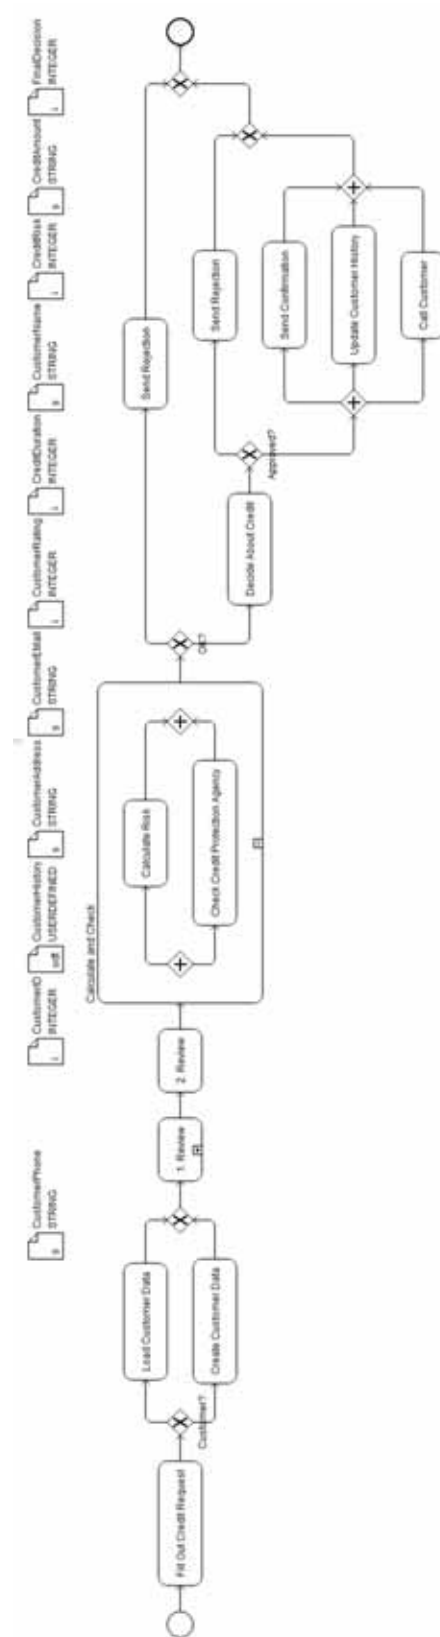 CustomerPhone
STRING
s
CustomerID
INTEGER
i
CustomerHistory
USERDEFINED
udt
CustomerAddress
STRING
s
CustomerEMail
STRING
s
CustomerRating
INTEGER
i
CreditDuration
INTEGER
i
CustomerName
STRING
s
CreditRisk
INTEGER
i
CreditAmount
STRING
s
FinalDecision
INTEGER
i
Fill Out Credit Request
Customer?
Load Customer Data
Create Customer Data
1. Review
2. Review
Calculate and Check
Calculate Risk
Check Credit Protection Agency
OK?
Send Rejection
Decide About Credit
Approved?
Send Rejection
Send Confirmation
Update Customer History
Call Customer